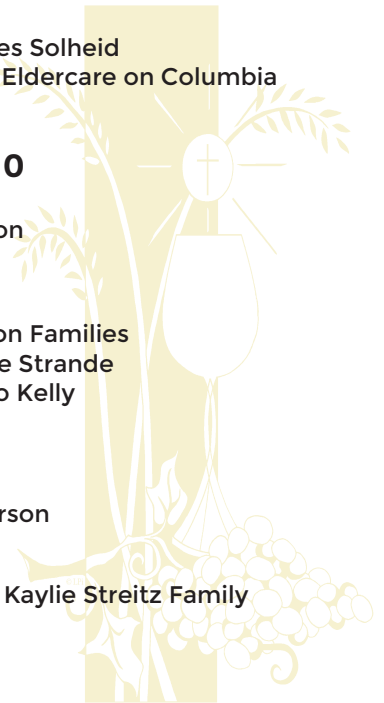 es Solheid
Eldercare on Columbia
0
on
on Families
e Strande
o Kelly
rson
Kaylie Streitz Family